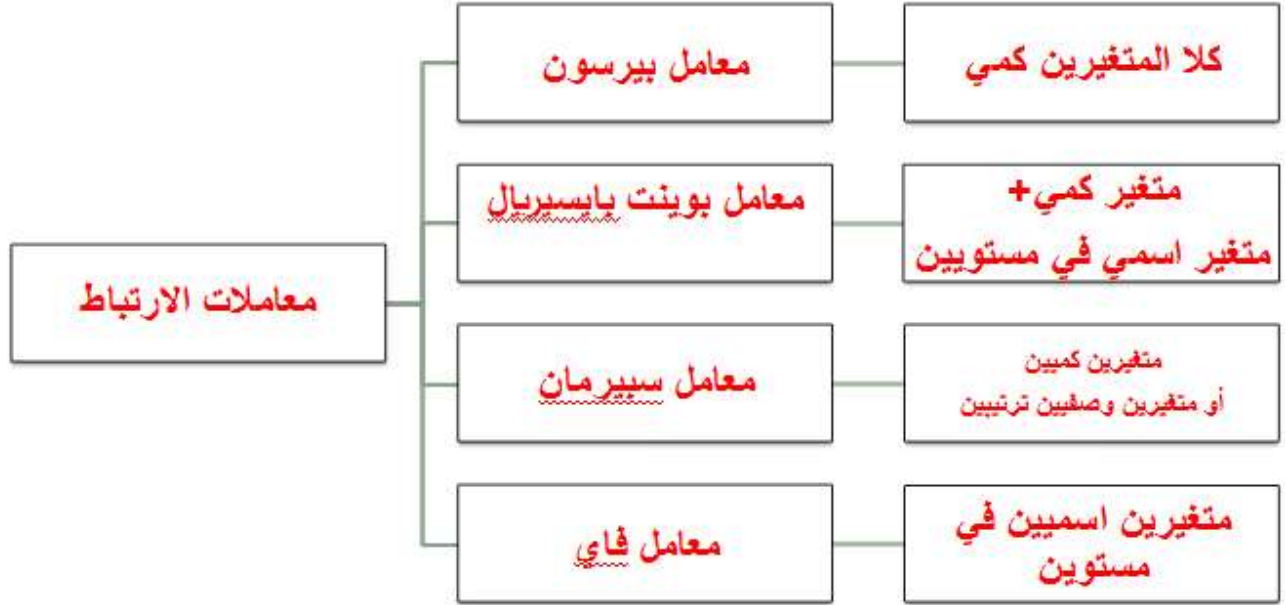 معاملات الارتباط
معامل بيرسون
كلا المتغيرين كمي
معامل بوينت بايسيريال
متغير كمي+
متغير اسمي في مستويين
معامل سبيرمان
متغيرين كميين
أو متغيرين وصفيين ترتيبين
معامل فاي
متغيرين اسميين في
مستوين